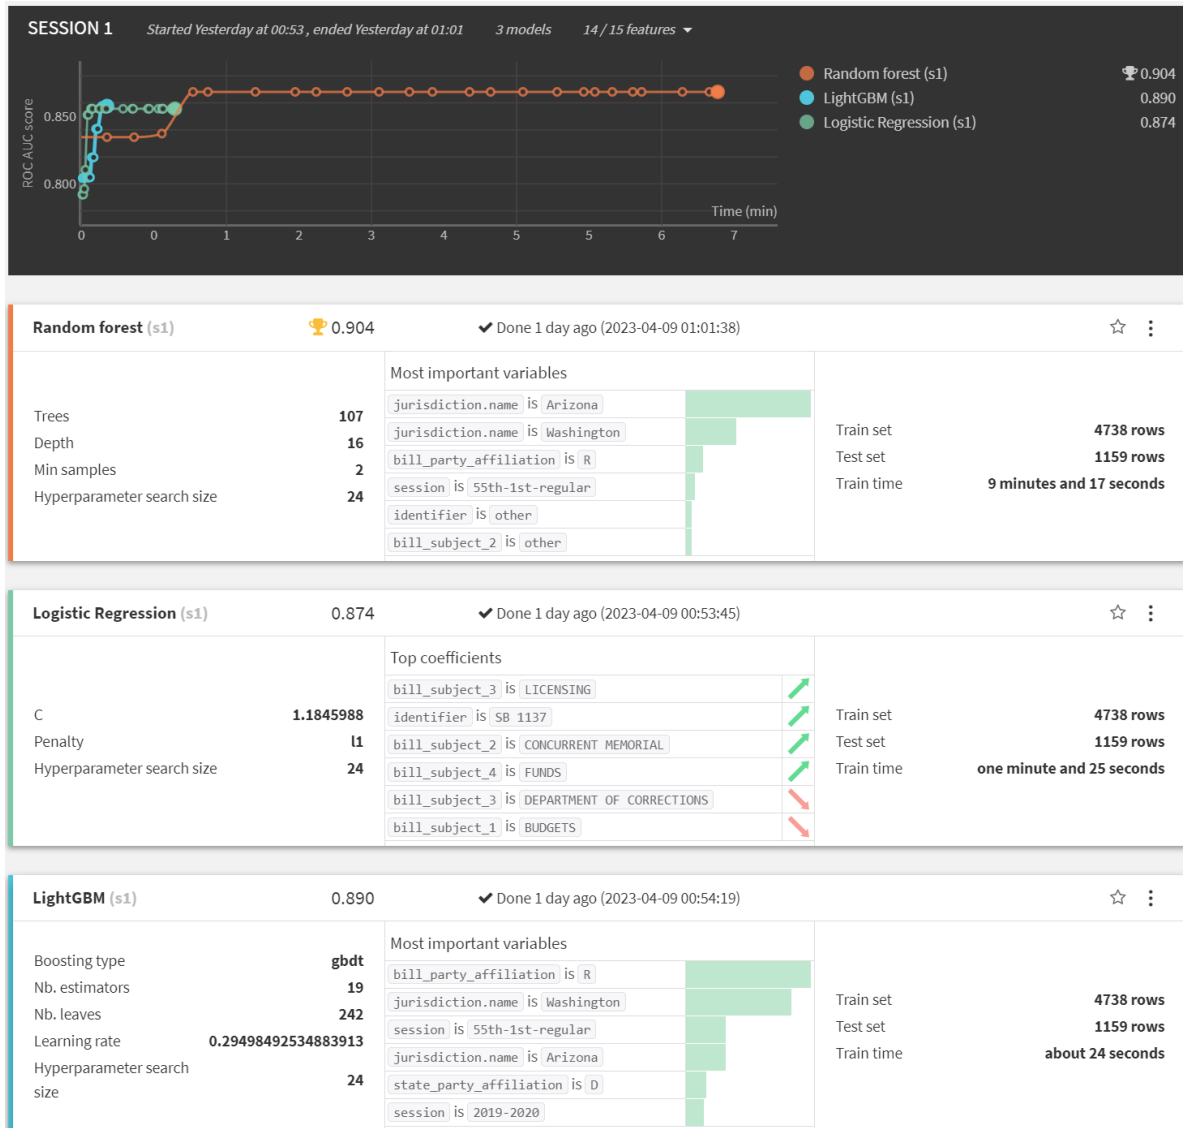 SESSION 1 Started Yesterday at 00:53 , ended Yesterday at 01:01 3 models 14 / 15 features
ROC AUC score
0.850
0.800
Time (min)
0 0 1 2 3 4 5 5 6 7
Random forest (s1) 0.904
LightGBM (s1) 0.890
Logistic Regression (s1) 0.874
Random forest (s1) 0.904 Done 1 day ago (2023-04-09 01:01:38)
Trees 107
Depth 16
Min samples 2
Hyperparameter search size 24
Most important variables
jurisdiction.name is Arizona
jurisdiction.name is Washington
bill_party_affiliation is R
session is 55th-1st-regular
identifier is other
bill_subject_2 is other
Train set 4738 rows
Test set 1159 rows
Train time 9 minutes and 17 seconds
Logistic Regression (s1) 0.874 Done 1 day ago (2023-04-09 00:53:45)
C 1.1845988
Penalty l1
Hyperparameter search size 24
Top coefficients
bill_subject_3 is LICENSING
identifier is SB 1137
bill_subject_2 is CONCURRENT MEMORIAL
bill_subject_4 is FUNDS
bill_subject_3 is DEPARTMENT OF CORRECTIONS
bill_subject_1 is BUDGETS
Train set 4738 rows
Test set 1159 rows
Train time one minute and 25 seconds
LightGBM (s1) 0.890 Done 1 day ago (2023-04-09 00:54:19)
Boosting type gbdt
Nb. estimators 19
Nb. leaves 242
Learning rate 0.29498492534883913
Hyperparameter search
size 24
Most important variables
bill_party_affiliation is R
jurisdiction.name is Washington
session is 55th-1st-regular
jurisdiction.name is Arizona
state_party_affiliation is D
session is 2019-2020
Train set 4738 rows
Test set 1159 rows
Train time about 24 seconds